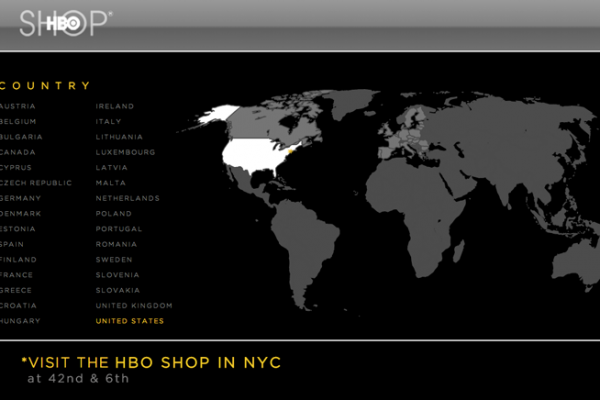 SHOP*
HBO
COUNTRY
AUSTRIA
BELGIUM
BULGARIA
CANADA
CYPRUS
CZECH REPUBLIC
GERMANY
DENMARK
ESTONIA
SPAIN
FINLAND
FRANCE
GREECE
CROATIA
HUNGARY
IRELAND
ITALY
LITHUANIA
LUXEMBOURG
LATVIA
MALTA
NETHERLANDS
POLAND
PORTUGAL
ROMANIA
SWEDEN
SLOVENIA
SLOVAKIA
UNITED KINGDOM
UNITED STATES
*VISIT THE HBO SHOP IN NYC
at 42nd & 6th